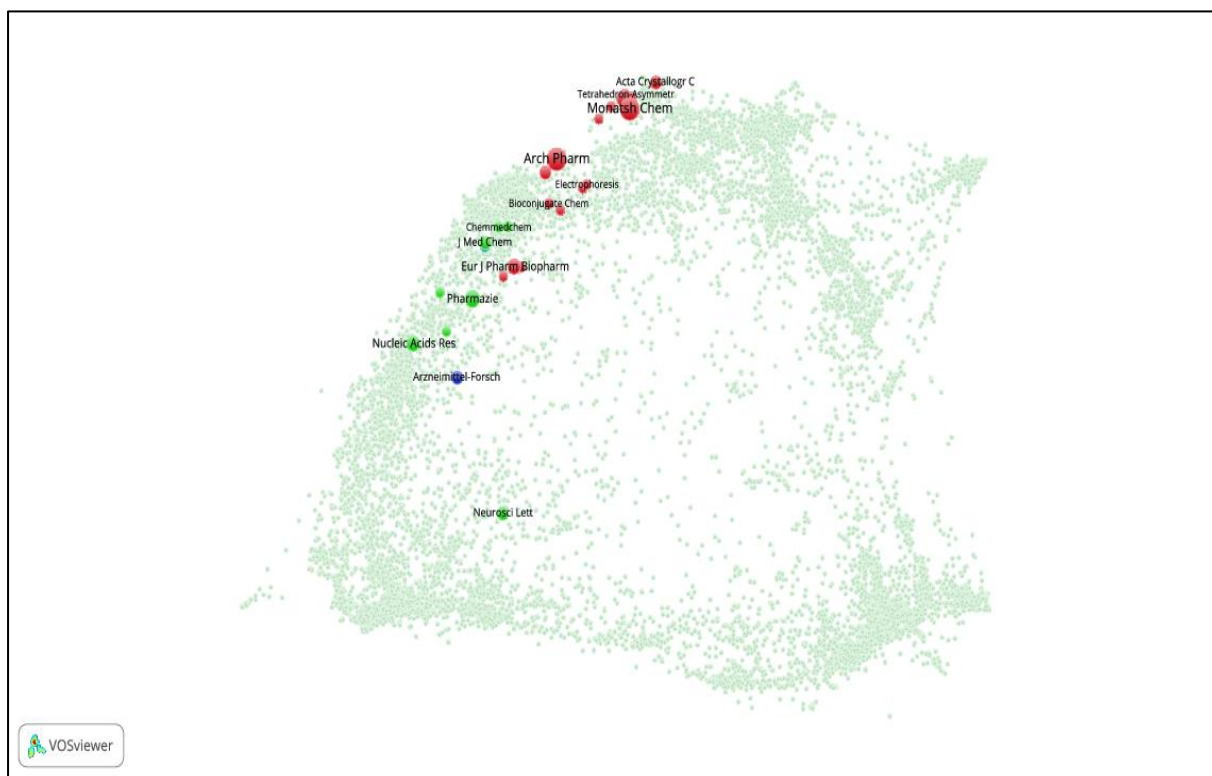 Acta Crystallogr C
Tetrahedron-Asymmetr
Monatsh Chem
Arch Pharm
Electrophoresis
Bioconjugate Chem
Chemmedchem
J Med Chem
Eur J Pharm Biopharm
Pharmazie
Nucleic Acids Res
Arzneimittel-Forsch
Neurosci Lett
VOSviewer